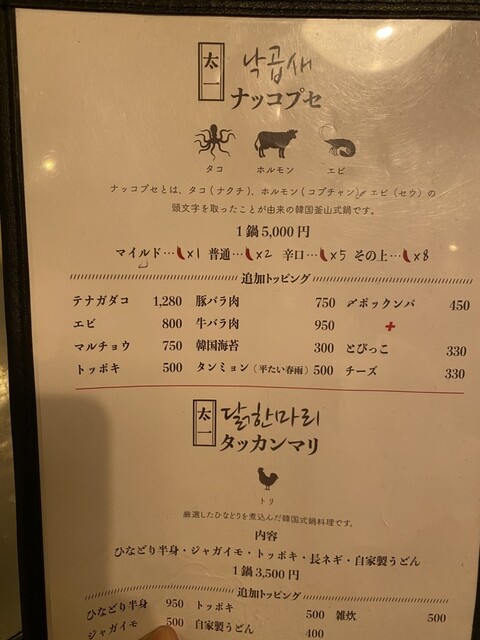 太一
낙곱새
ナッコプセ
タコ ホルモン エビ
ナッコプセとは、タコ(ナクチ)、ホルモン(コプチャン)、エビ(セウ)の
頭文字を取ったことが由来の韓国釜山式鍋です。
1鍋5,000円
マイルド…×1 普通…×2 辛口…×5 その上…×8
追加トッピング
テナガダコ 1,280 豚バラ肉 750 〆ポックンパ 450
エビ 800 牛バラ肉 950 +
マルチョウ 750 韓国海苔 300 とびっこ 330
トッポキ 500 タンミョン(平たい春雨) 500 チーズ 330
太一
닭한마리
タッカンマリ
トリ
厳選したひなどりを煮込んだ韓国式鍋料理です。
内容
ひなどり半身・ジャガイモ・トッポキ・長ネギ・自家製うどん
1鍋3,500円
追加トッピング
ひなどり半身 950 トッポキ 500 雑炊 500
ジャガイモ 500 自家製うどん 400